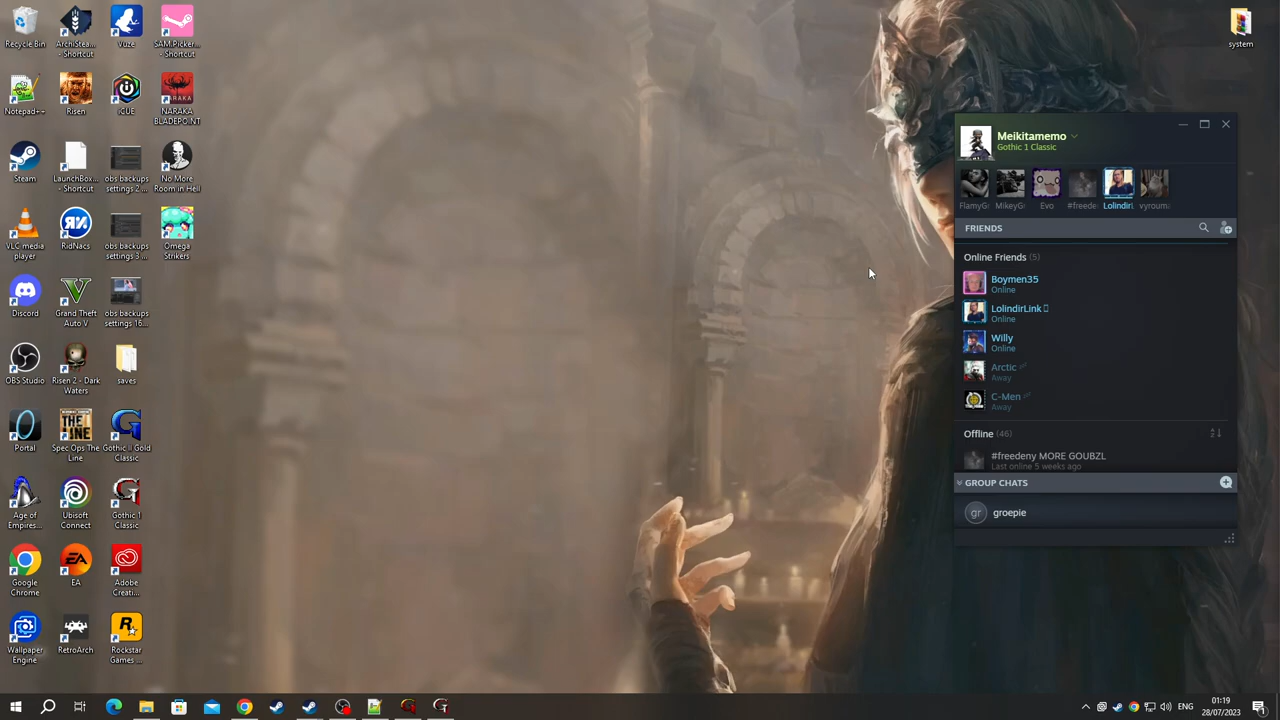 Recycle Bin
ArchiStea...
- Shortcut
Vuze
SAM.Picker...
- Shortcut
system
Notepad++
Risen
iCUE
NARAKA
BLADEPOINT
Steam
LaunchBox...
- Shortcut
obs backups
settings 2 ...
No More
Room in Hell
VLC media
player
RidNacs
obs backups
settings 3 ...
Omega
Strikers
Discord
Grand Theft
Auto V
obs backups
settings 16...
OBS Studio
Risen 2 - Dark
Waters
saves
Portal
Spec Ops The
Line
Gothic II Gold
Classic
Age of
Empires...
Ubisoft
Connect
Gothic 1
Classic
Google
Chrome
EA
Adobe
Creati...
Wallpaper
Engine
RetroArch
Rockstar
Games ...
Meikitamemo
Gothic 1 Classic
FlamyG
MikeyG
Evo
#freede
Lolindirl
vyroum
FRIENDS
Online Friends (5)
Boymen35
Online
LolindirLink
Online
Willy
Online
Arctic zz
Away
C-Men zz
Away
Offline (46)
#freedeny MORE GOUBZL
Last online 5 weeks ago
GROUP CHATS
gr groepie
ENG
01:19
28/07/2023